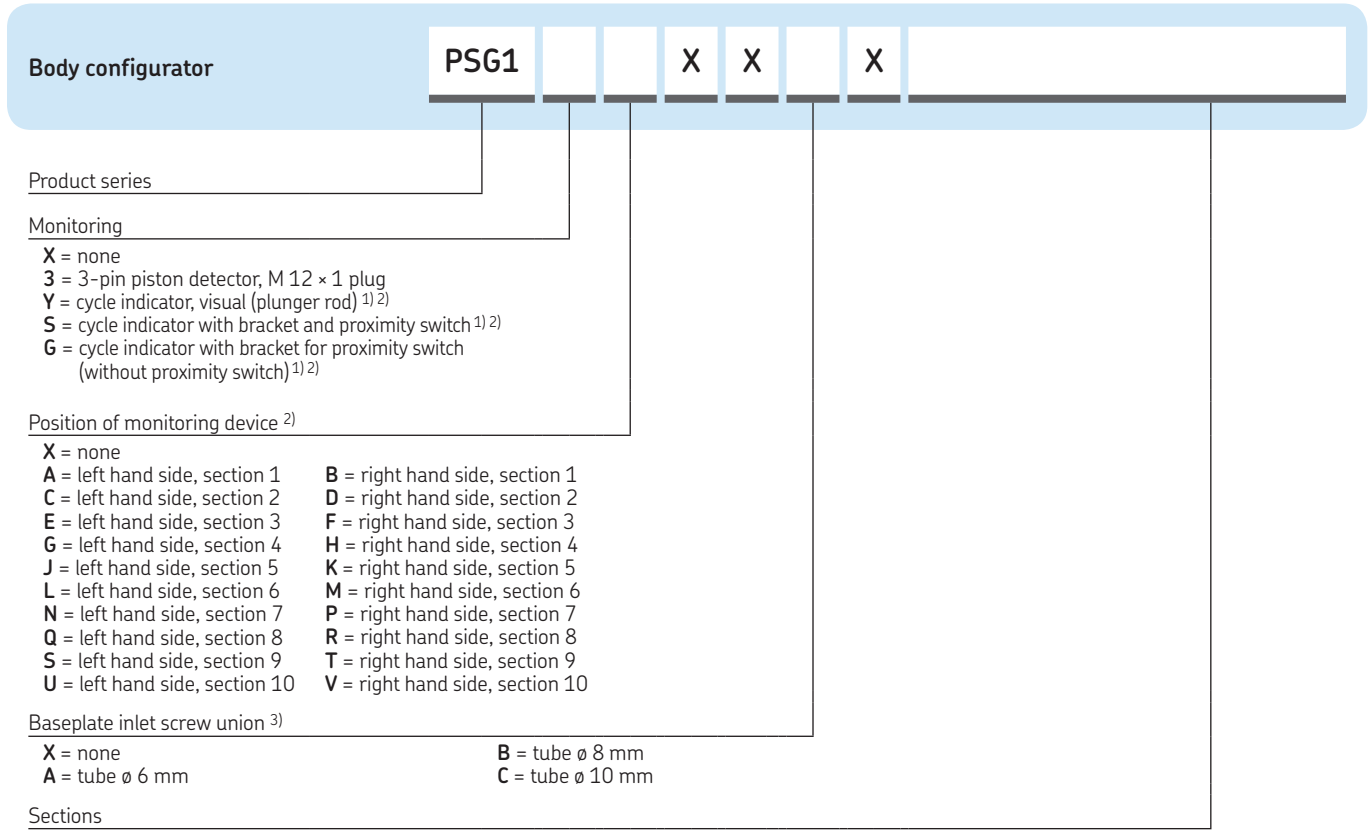 Body configurator PSG1 X X X
Product series
Monitoring
X = none
3 = 3-pin piston detector, M 12 × 1 plug
Y = cycle indicator, visual (plunger rod) 1) 2)
S = cycle indicator with bracket and proximity switch 1) 2)
G = cycle indicator with bracket for proximity switch
(without proximity switch) 1) 2)
Position of monitoring device 2)
X = none
A = left hand side, section 1 B = right hand side, section 1
C = left hand side, section 2 D = right hand side, section 2
E = left hand side, section 3 F = right hand side, section 3
G = left hand side, section 4 H = right hand side, section 4
J = left hand side, section 5 K = right hand side, section 5
L = left hand side, section 6 M = right hand side, section 6
N = left hand side, section 7 P = right hand side, section 7
Q = left hand side, section 8 R = right hand side, section 8
S = left hand side, section 9 T = right hand side, section 9
U = left hand side, section 10 V = right hand side, section 10
Baseplate inlet screw union 3)
X = none B = tube ø 8 mm
A = tube ø 6 mm C = tube ø 10 mm
Sections